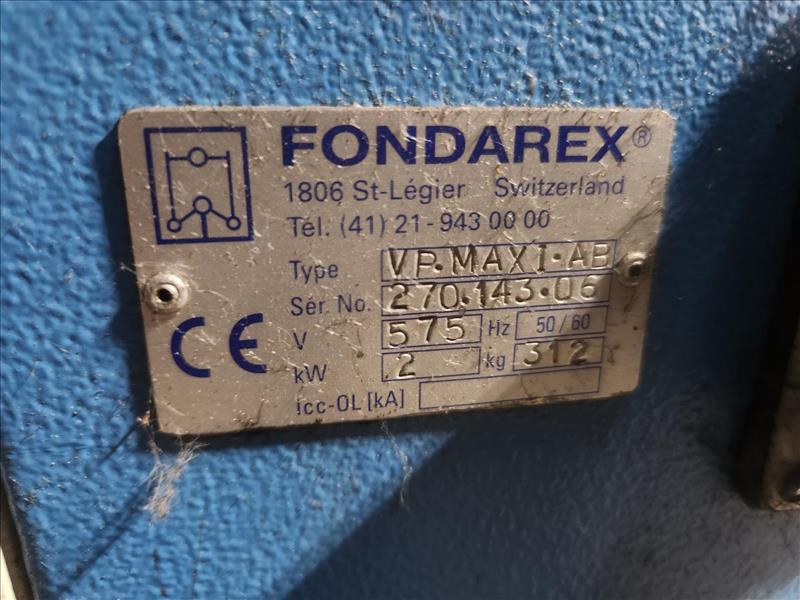 FONDAREX®
1806 St-Légier Switzerland
Tél. (41) 21-943 00 00
Type VP.MAXI.AB
Sér. No. 270.143.06
V 575 Hz 50/60
kW 2 kg 312
Icc-OL [kA]
CE